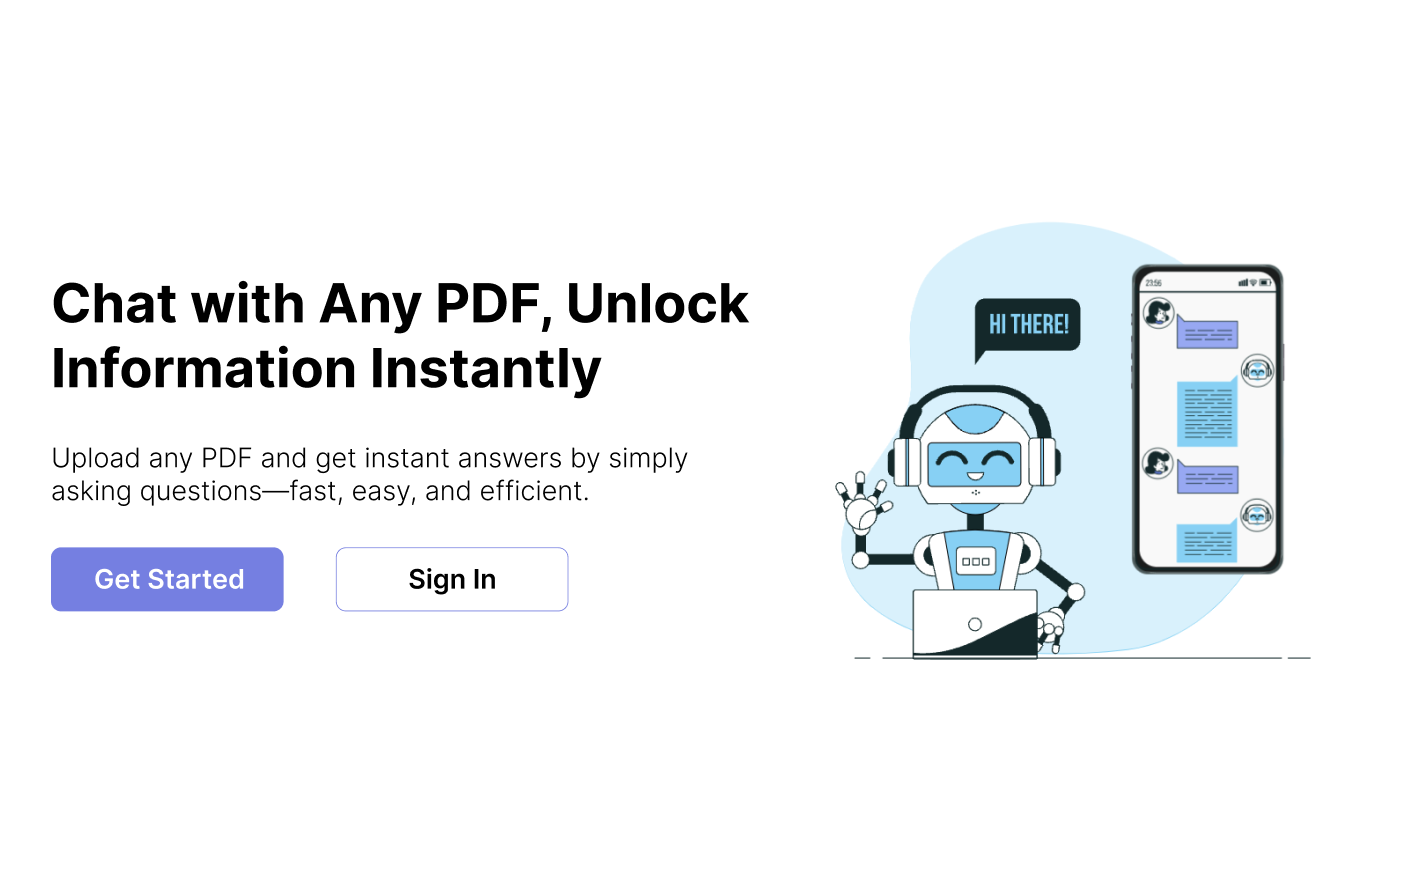 Chat with Any PDF, Unlock
Information Instantly
Upload any PDF and get instant answers by simply
asking questions—fast, easy, and efficient.
Get Started
Sign In
HI THERE!
23:56